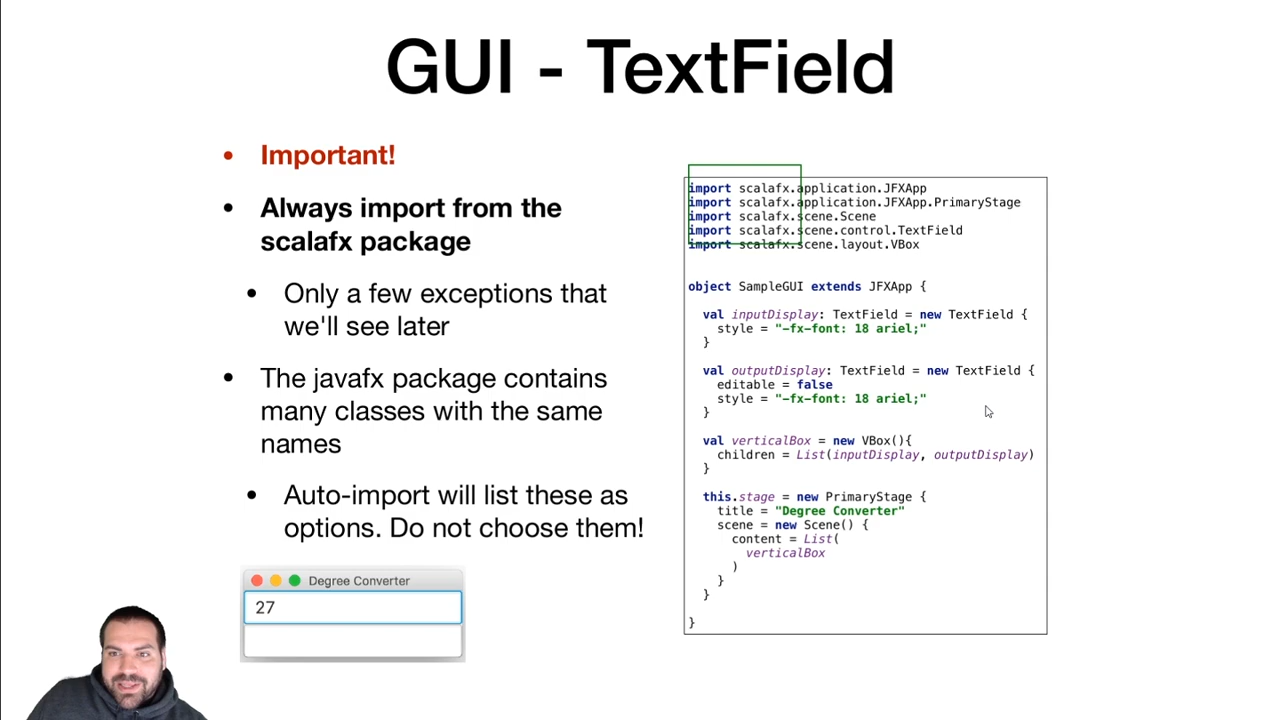 GUI - TextField
• Important!
• Always import from the
scalafx package
• Only a few exceptions that
we'll see later
• The javafx package contains
many classes with the same
names
• Auto-import will list these as
options. Do not choose them!
Degree Converter
27
import scalafx.application.JFXApp
import scalafx.application.JFXApp.PrimaryStage
import scalafx.scene.Scene
import scalafx.scene.control.TextField
import scalafx.scene.layout.VBox
object SampleGUI extends JFXApp {
val inputDisplay: TextField = new TextField {
style = "-fx-font: 18 ariel;"
}
val outputDisplay: TextField = new TextField {
editable = false
style = "-fx-font: 18 ariel;"
}
val verticalBox = new VBox(){
children = List(inputDisplay, outputDisplay)
}
this.stage = new PrimaryStage {
title = "Degree Converter"
scene = new Scene() {
content = List(
verticalBox
)
}
}
}